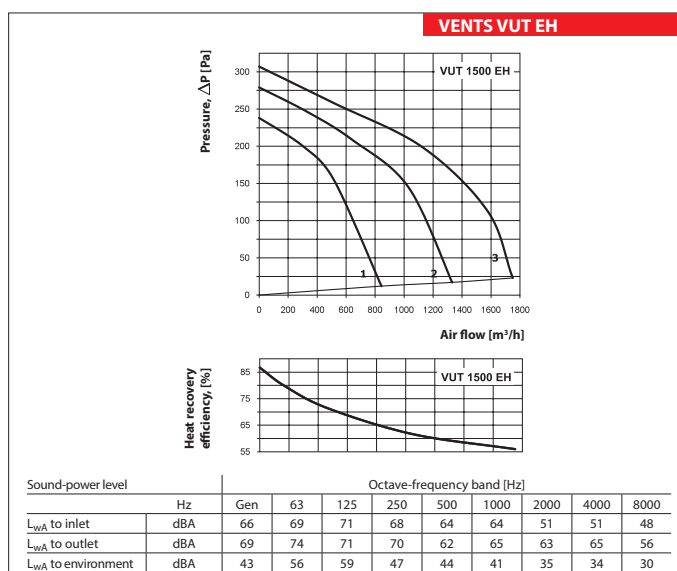 VENTS VUT EH
Pressure, △P [Pa]
VUT 1500 EH
300
250
200
150
100
50
0
1
2
3
0 200 400 600 800 1000 1200 1400 1600 1800
Air flow [m³/h]
Heat recovery
efficiency, [%]
VUT 1500 EH
85
75
65
55
Sound-power level Octave-frequency band [Hz]
Hz Gen 63 125 250 500 1000 2000 4000 8000
LwA to inlet dBA 66 69 71 68 64 64 51 51 48
LwA to outlet dBA 69 74 71 70 62 65 63 65 56
LwA to environment dBA 43 56 59 47 44 41 35 34 30